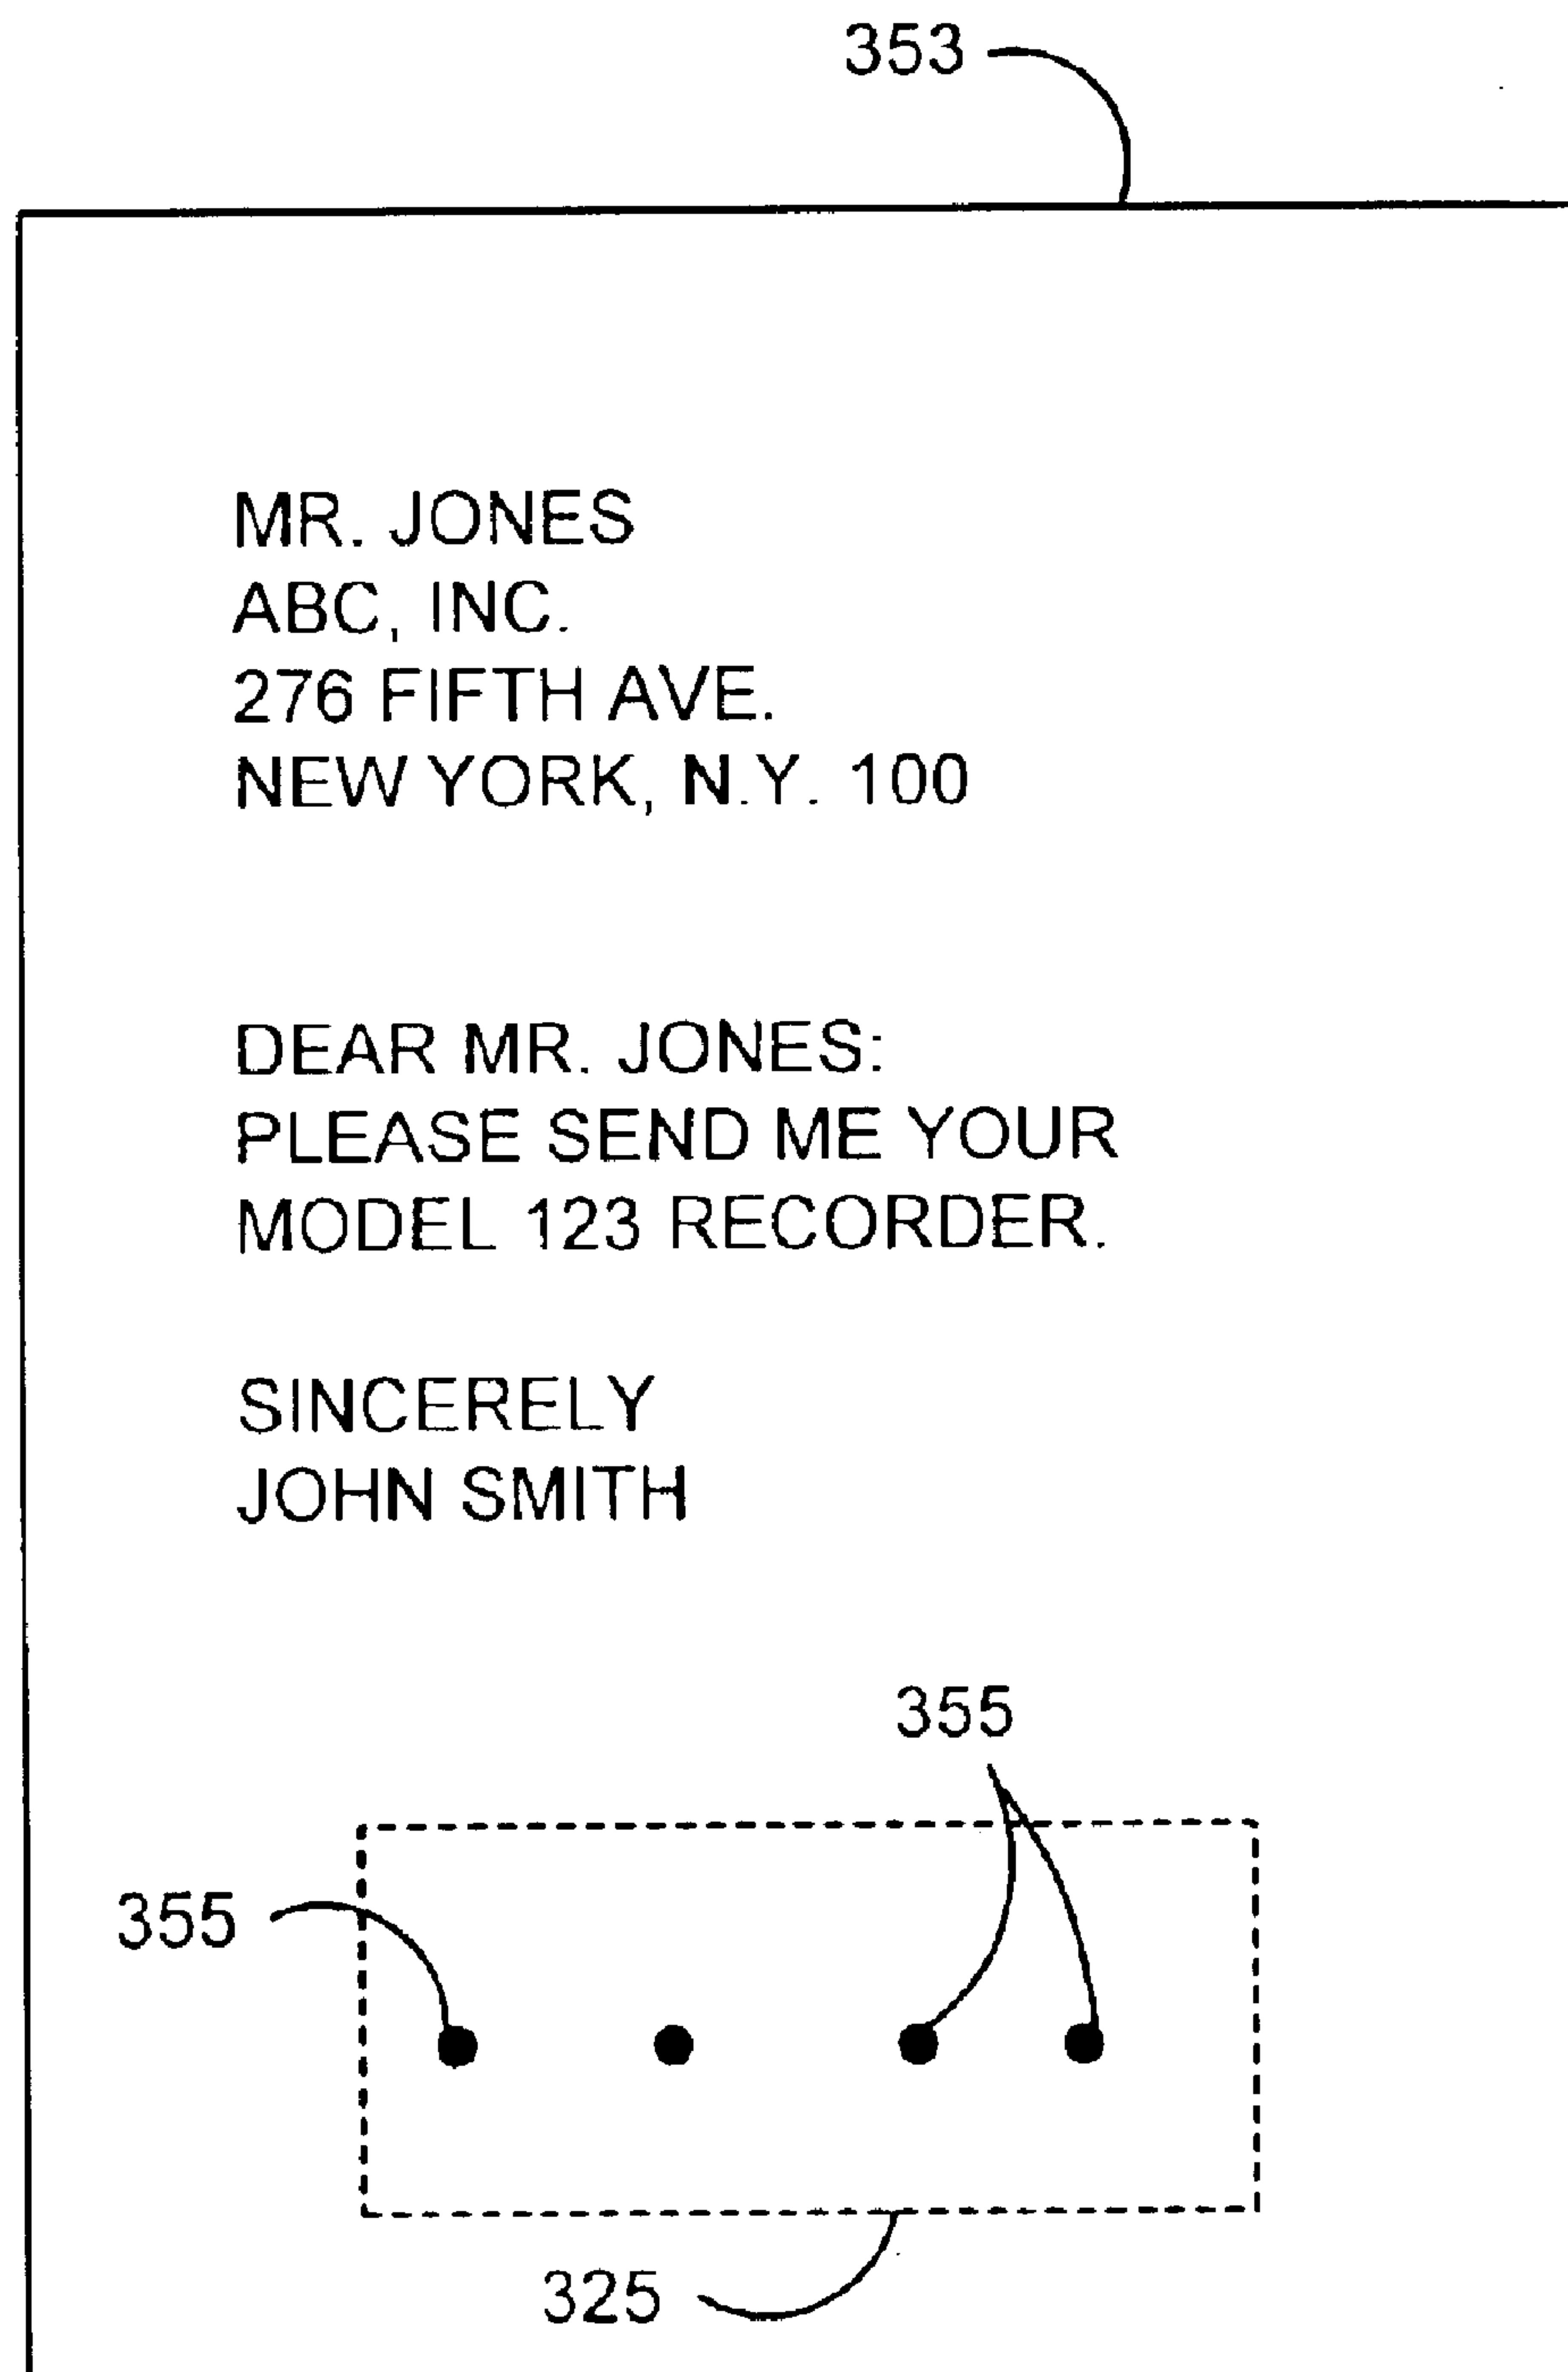 353
MR. JONES
ABC, INC.
276 FIFTH AVE.
NEW YORK, N.Y. 100
DEAR MR. JONES:
PLEASE SEND ME YOUR
MODEL 123 RECORDER.
SINCERELY
JOHN SMITH
355
355
325